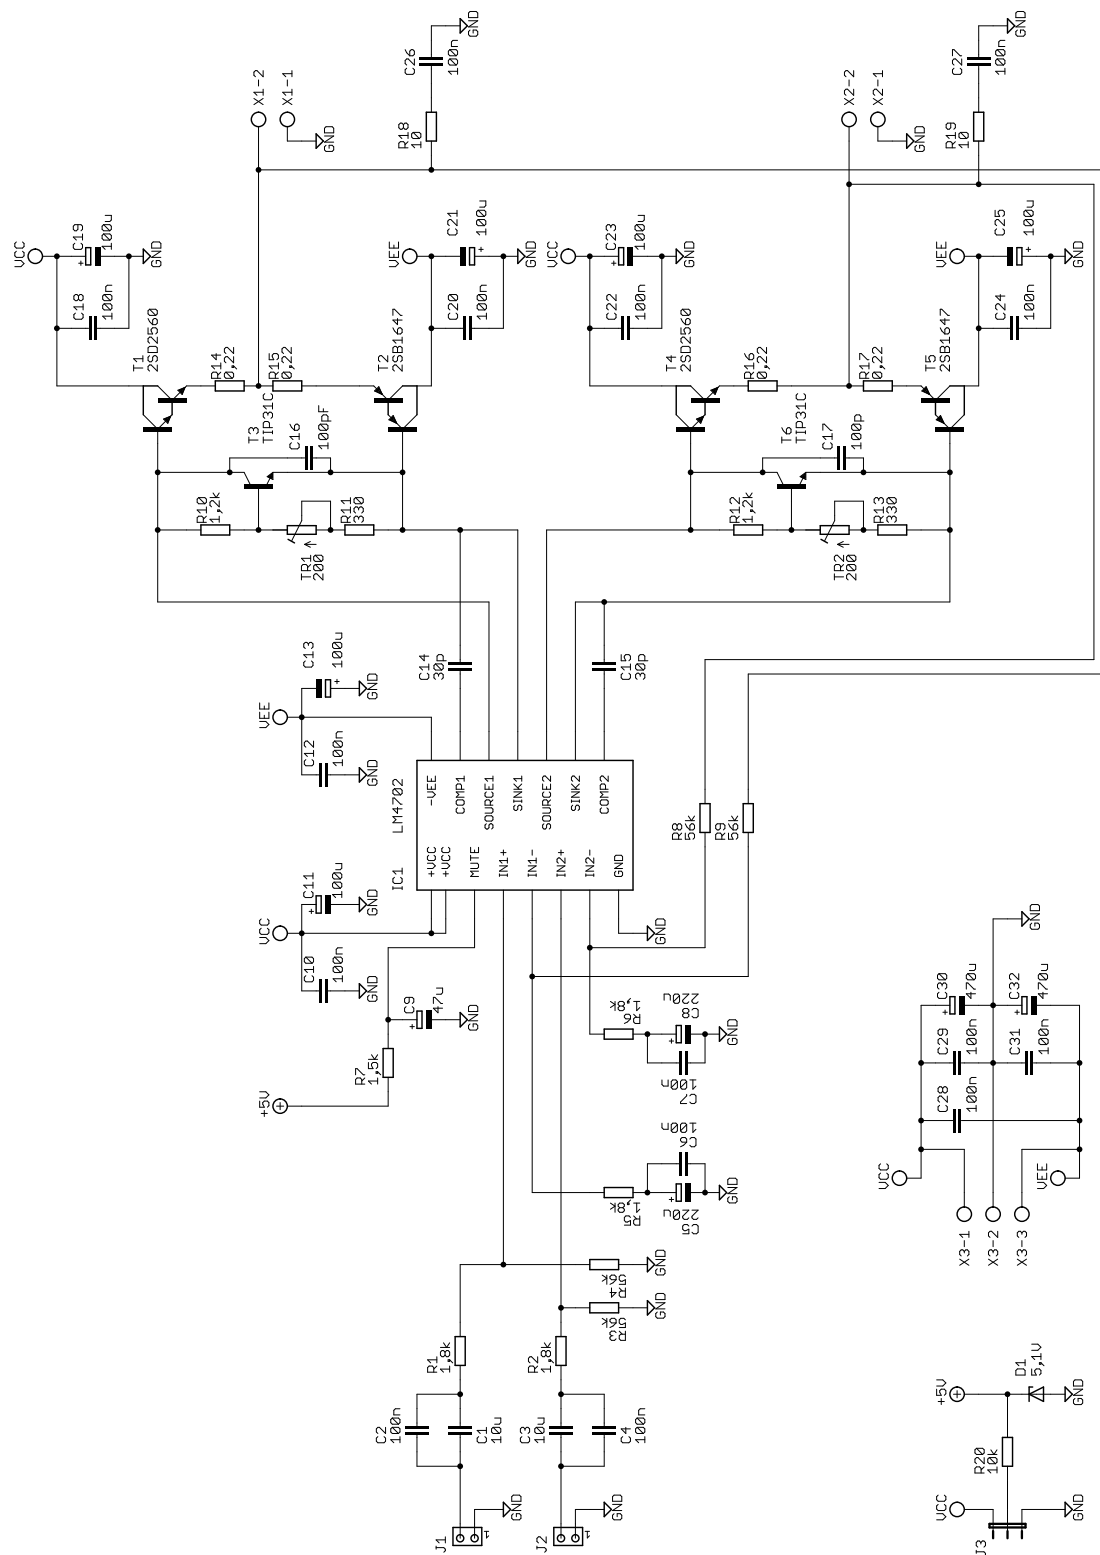 C26
100n
GND
C27
100n
GND
X1-2
X1-1
GND
R18
10
X2-2
X2-1
GND
R19
10
VCC
C19
100u
GND
C18
100n
VEE
C21
100u
GND
C20
100n
VCC
C23
100u
GND
C22
100n
VEE
C25
100u
GND
C24
100n
T1
2SD2560
R14
0,22
R15
0,22
T2
2SB1647
T4
2SD2560
R16
0,22
R17
0,22
T5
2SB1647
T3
TIP31C
C16
100pF
T6
TIP31C
C17
100p
R10
1,2k
TR1
200
R11
330
R12
1,2k
TR2
200
R13
330
VEE
C13
100u
GND
C12
100n
GND
C14
30p
C15
30p
LM4702
IC1
-VEE
COMP1
SOURCE1
SINK1
SOURCE2
SINK2
COMP2
+VCC
+VCC
MUTE
IN1+
IN1-
IN2+
IN2-
GND
R8
56k
R9
56k
VCC
C11
100u
GND
C10
100n
GND
GND
C9
47u
GND
R7
1,5k
+5V
R6
1,8k
C8
220u
GND
C7
100n
R5
1,8k
C6
100n
C5
220u
GND
R4
56k
GND
R3
56k
GND
R1
1,8k
R2
1,8k
C2
100n
C1
10u
C3
10u
C4
100n
J1
1
GND
J2
1
GND
VCC
C30
470u
GND
C32
470u
C29
100n
C31
100n
C28
100n
VEE
X3-1
X3-2
X3-3
+5V
D1
5,1V
GND
R20
10k
VCC
GND
J3